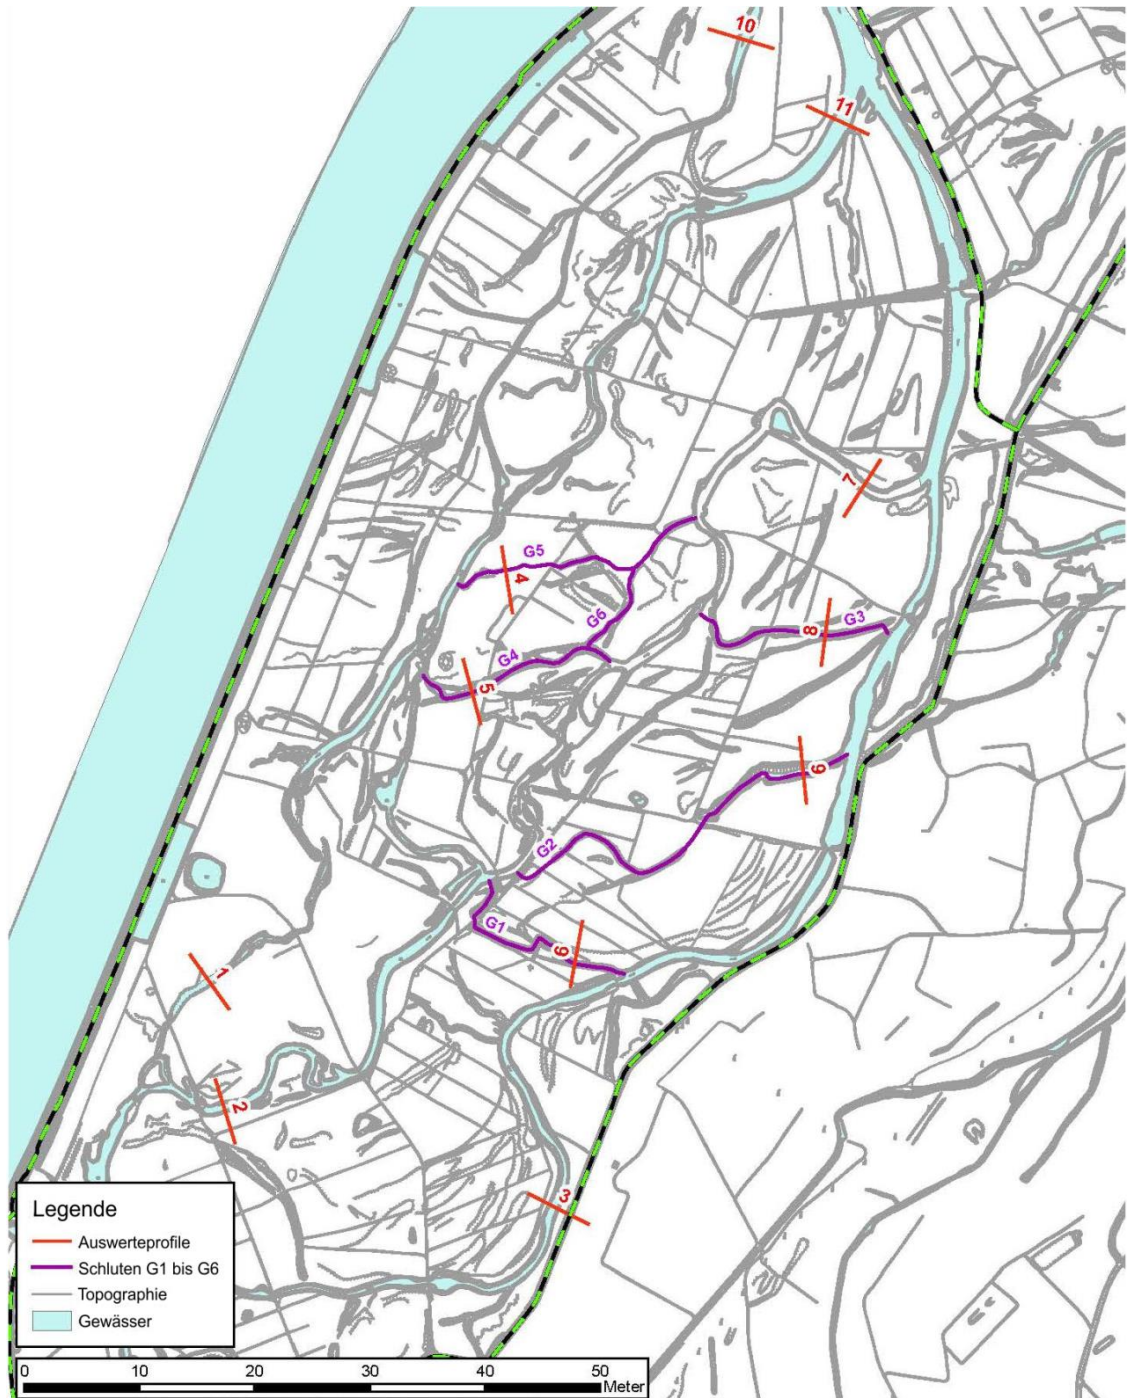 10
11
7
G5
4
G6
8
G3
G4
5
9
G2
G1
6
1
2
3
Legende
Auswerteprofile
Schluten G1 bis G6
Topographie
Gewässer
0 10 20 30 40 50
Meter